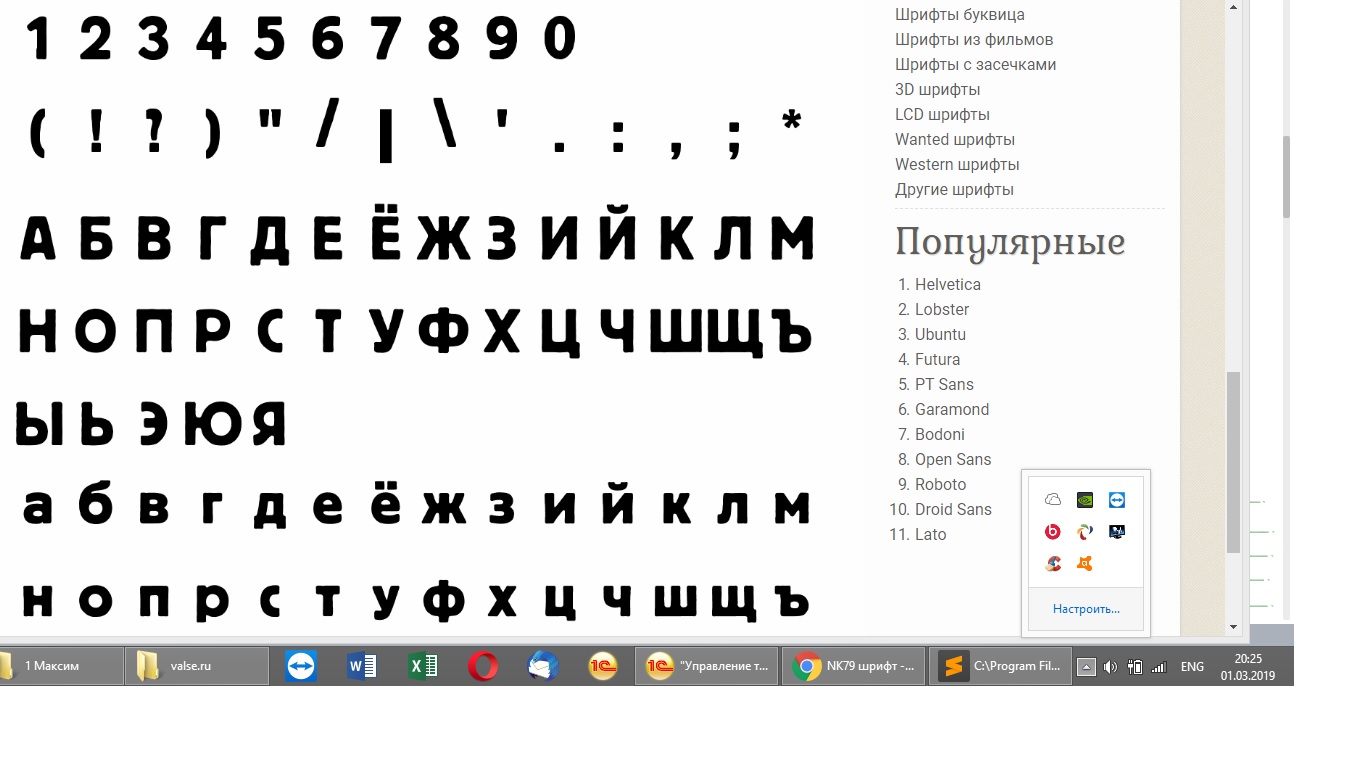 1 2 3 4 5 6 7 8 9 0
( ! ? ) " / | \ ' . : , ; *
А Б В Г Д Е Ё Ж З И Й К Л М
Н О П Р С Т У Ф Х Ц Ч Ш Щ Ъ
Ы Ь Э Ю Я
а б в г д е ё ж з и й к л м
н о п р с т у ф х ц ч ш щ ъ
Шрифты буквица
Шрифты из фильмов
Шрифты с засечками
3D шрифты
LCD шрифты
Wanted шрифты
Western шрифты
Другие шрифты
Популярные
1. Helvetica
2. Lobster
3. Ubuntu
4. Futura
5. PT Sans
6. Garamond
7. Bodoni
8. Open Sans
9. Roboto
10. Droid Sans
11. Lato
Настроить...
1 Максим
valse.ru
"Управление т...
NK79 шрифт -...
C:\Program Fil...
ENG
20:25
01.03.2019